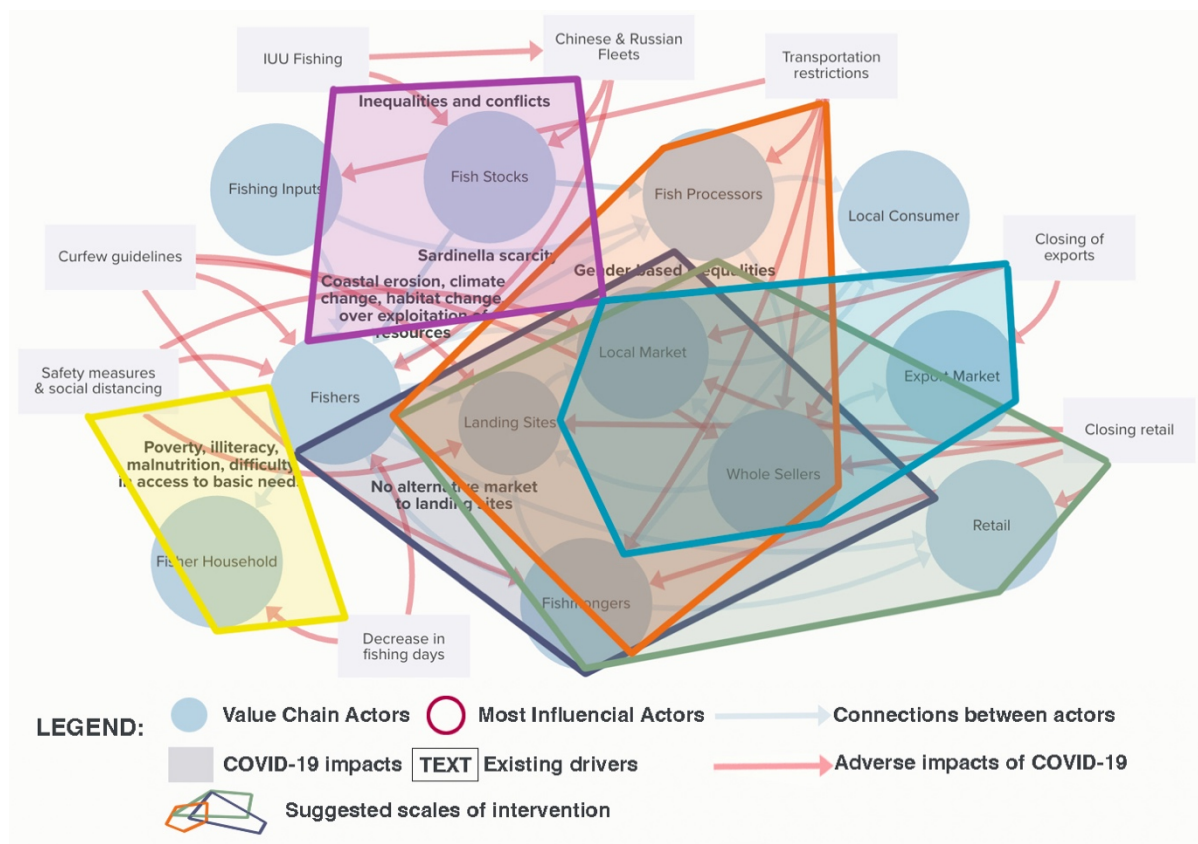 IUU Fishing
Chinese & Russian
Fleets
Transportation
restrictions
Inequalities and conflicts
Fishing Inputs
Fish Stocks
Fish Processors
Local Consumer
Curfew guidelines
Closing of
exports
Sardinella scarcity
Gender based inequalities
Coastal erosion, climate
change, habitat change
over exploitation of
resources
Local Market
Export Market
Safety measures
& social distancing
Fishers
Landing Sites
Closing retail
Poverty, illiteracy,
malnutrition, difficulty
in access to basic needs
No alternative market
to landing sites
Whole Sellers
Retail
Fisher Household
Fishmongers
Decrease in
fishing days
LEGEND:
Value Chain Actors
Most Influencial Actors
Connections between actors
COVID-19 impacts
TEXT
Existing drivers
Adverse impacts of COVID-19
Suggested scales of intervention